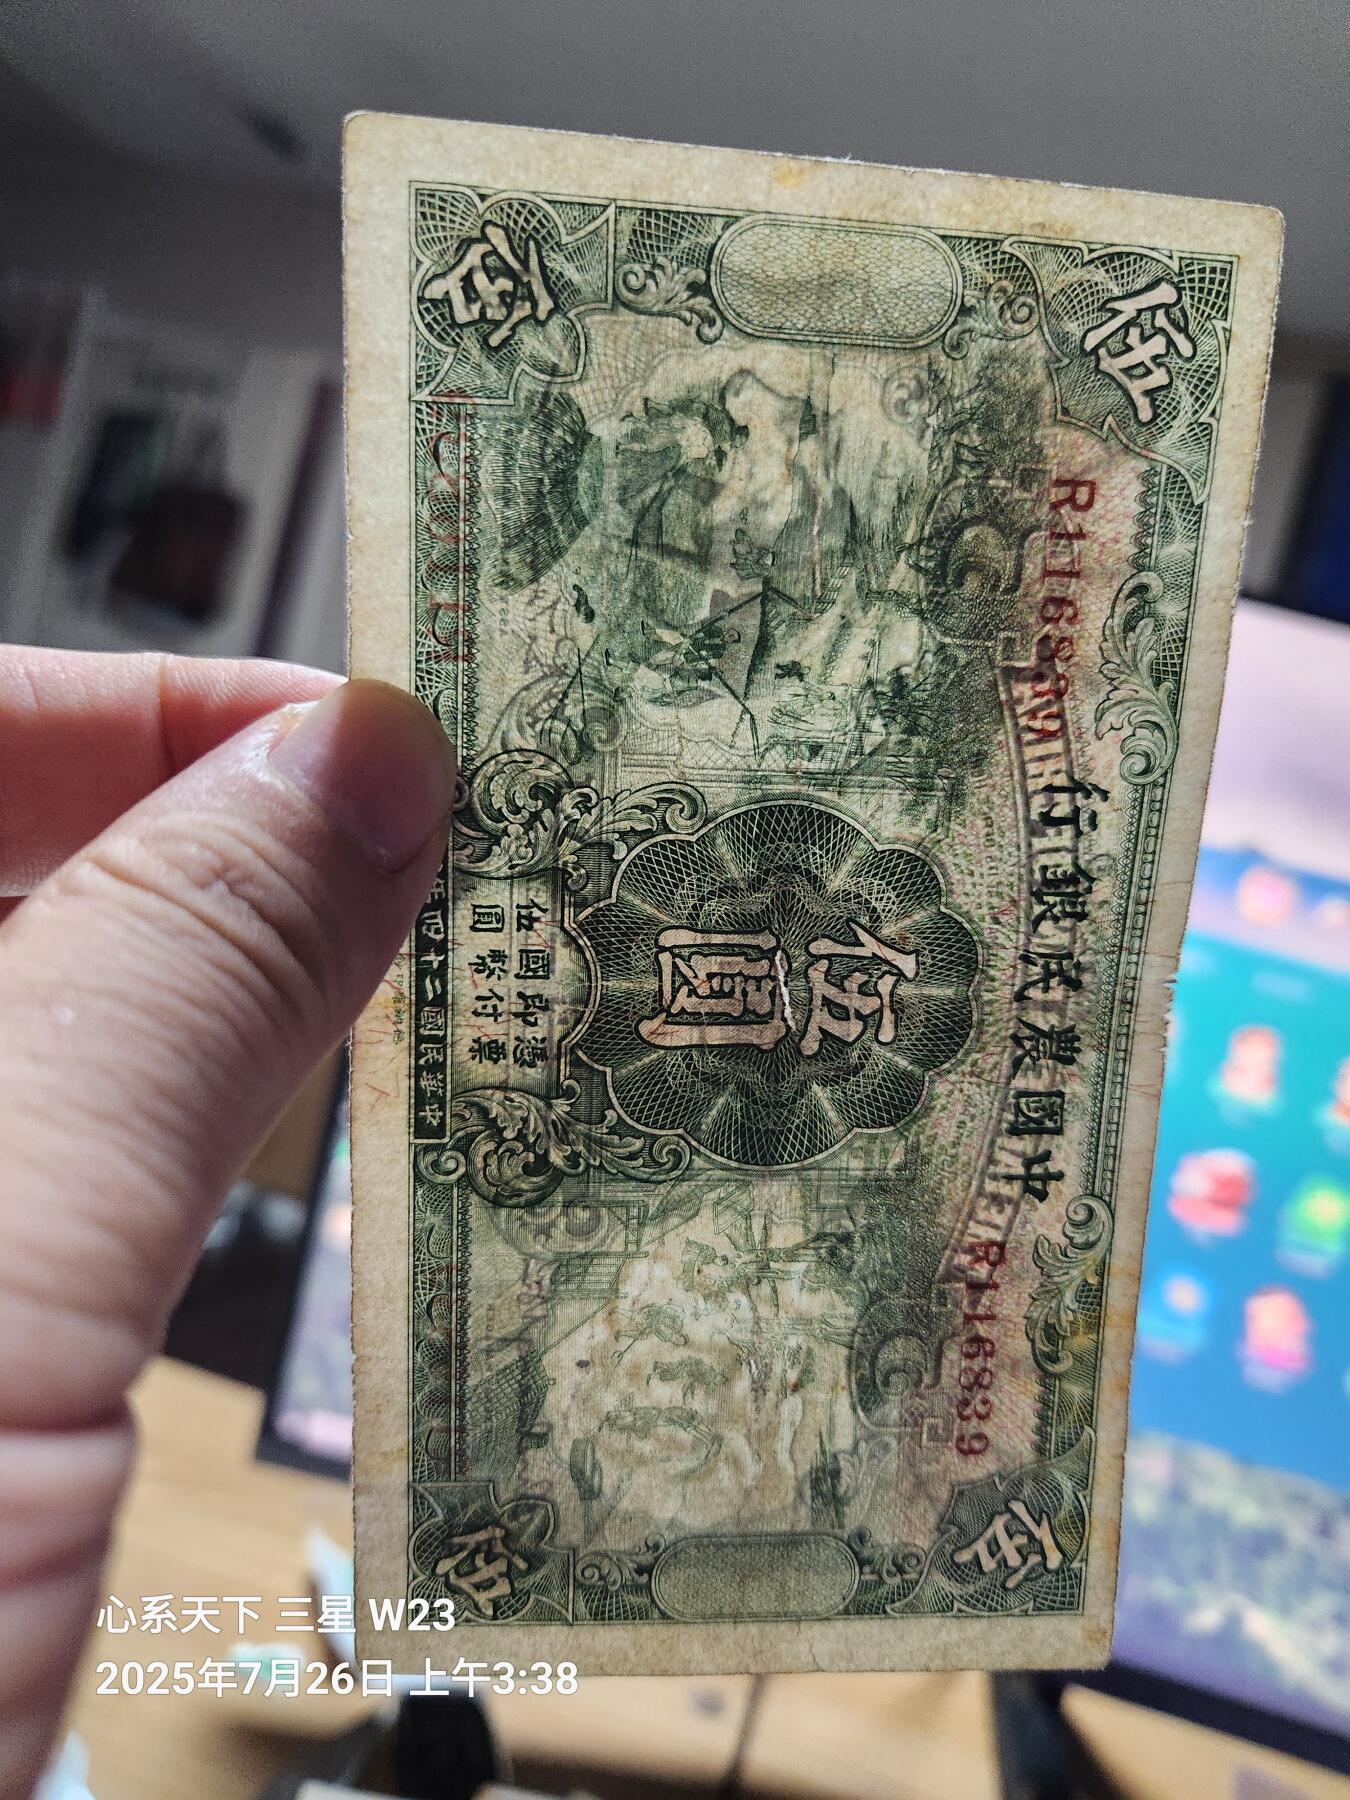 伍
伍
中國農民銀行
R116839
R116839
伍圓
憑票即付
國幣伍圓
中華民國二十四年
伍
伍
心系天下 三星 W23
2025年7月26日 上午3:38